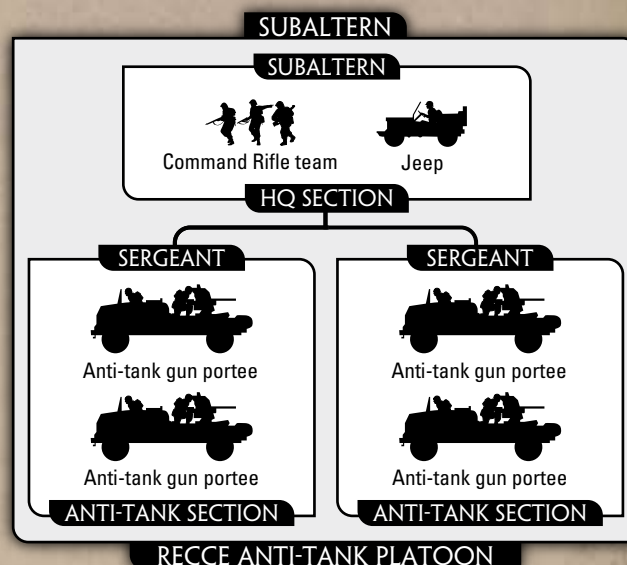 SUBALTERN
SUBALTERN
Command Rifle team
Jeep
HQ SECTION
SERGEANT
Anti-tank gun portee
Anti-tank gun portee
ANTI-TANK SECTION
SERGEANT
Anti-tank gun portee
Anti-tank gun portee
ANTI-TANK SECTION
RECCE ANTI-TANK PLATOON